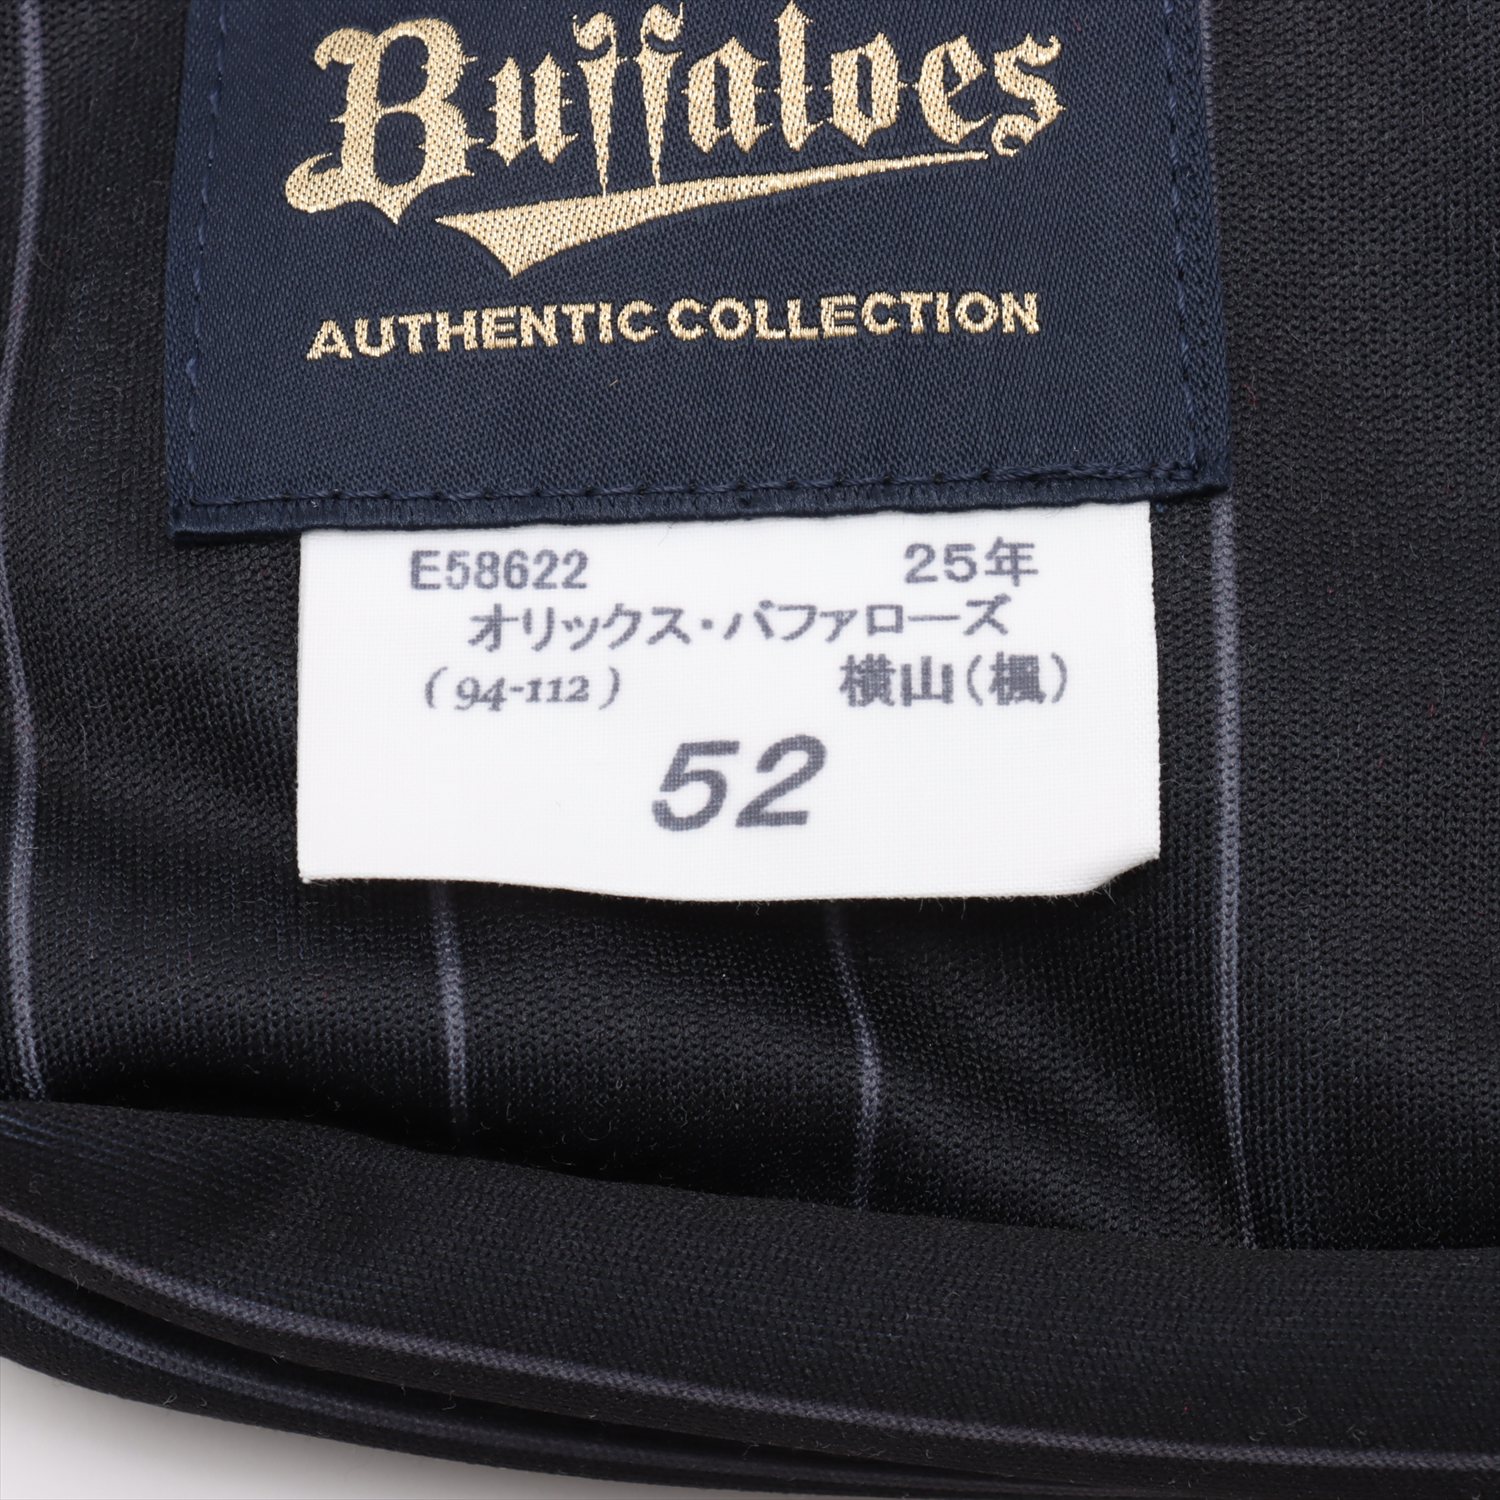 Buffaloes
AUTHENTIC COLLECTION
E58622 25年
オリックス・バファローズ
(94-112) 横山(楓)
52